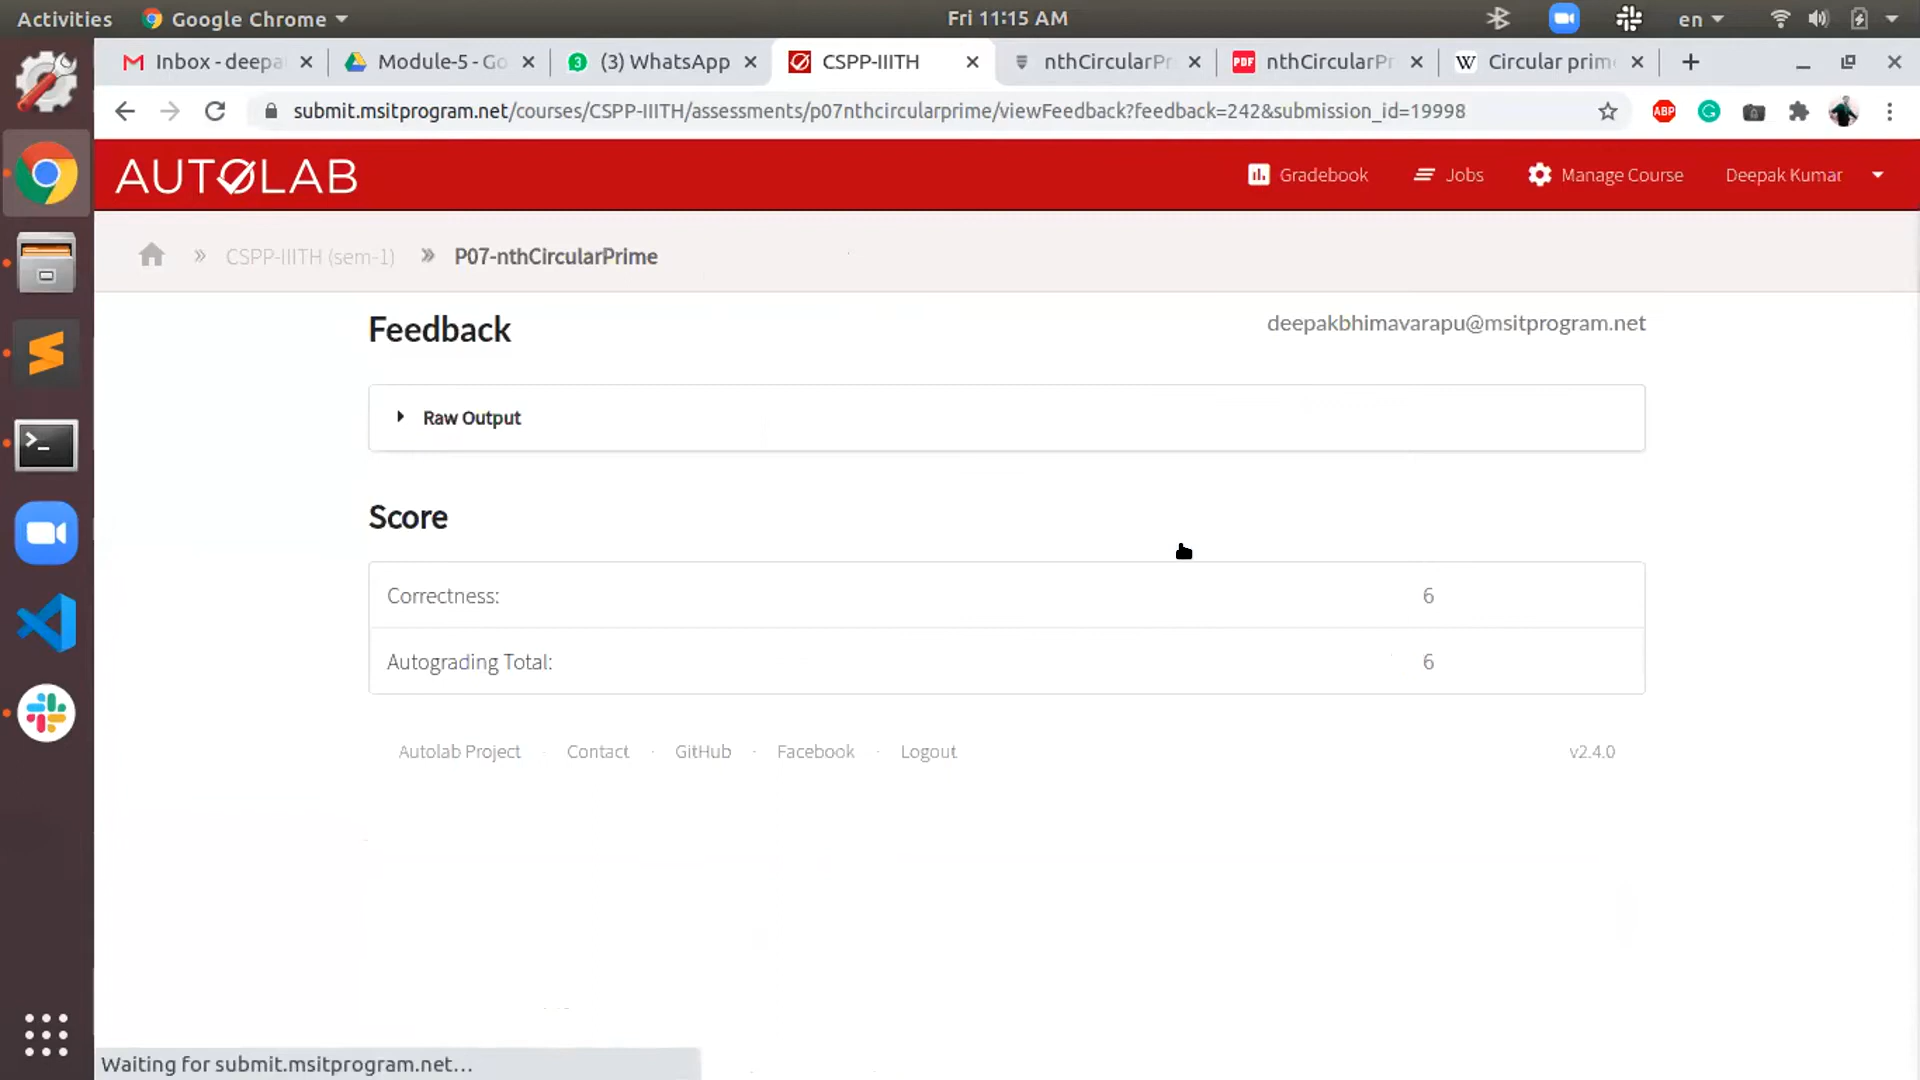 Activities Google Chrome Fri 11:15 AM en
Inbox - deepa Module-5 - Go (3) WhatsApp CSPP-IIITH nthCircularPr PDF nthCircularPr W Circular prim
submit.msitprogram.net/courses/CSPP-IIITH/assessments/p07nthcircularprime/viewFeedback?feedback=242&submission_id=19998 ABP
AUTOLAB Gradebook Jobs Manage Course Deepak Kumar
» CSPP-IIITH (sem-1) » P07-nthCircularPrime
Feedback deepakbhimavarapu@msitprogram.net
Raw Output
Score
Correctness: 6
Autograding Total: 6
Autolab Project · Contact · GitHub · Facebook · Logout v2.4.0
Waiting for submit.msitprogram.net...